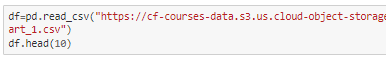 df=pd.read_csv("https://cf-courses-data.s3.us.cloud-object-storage
art_1.csv")
df.head(10)